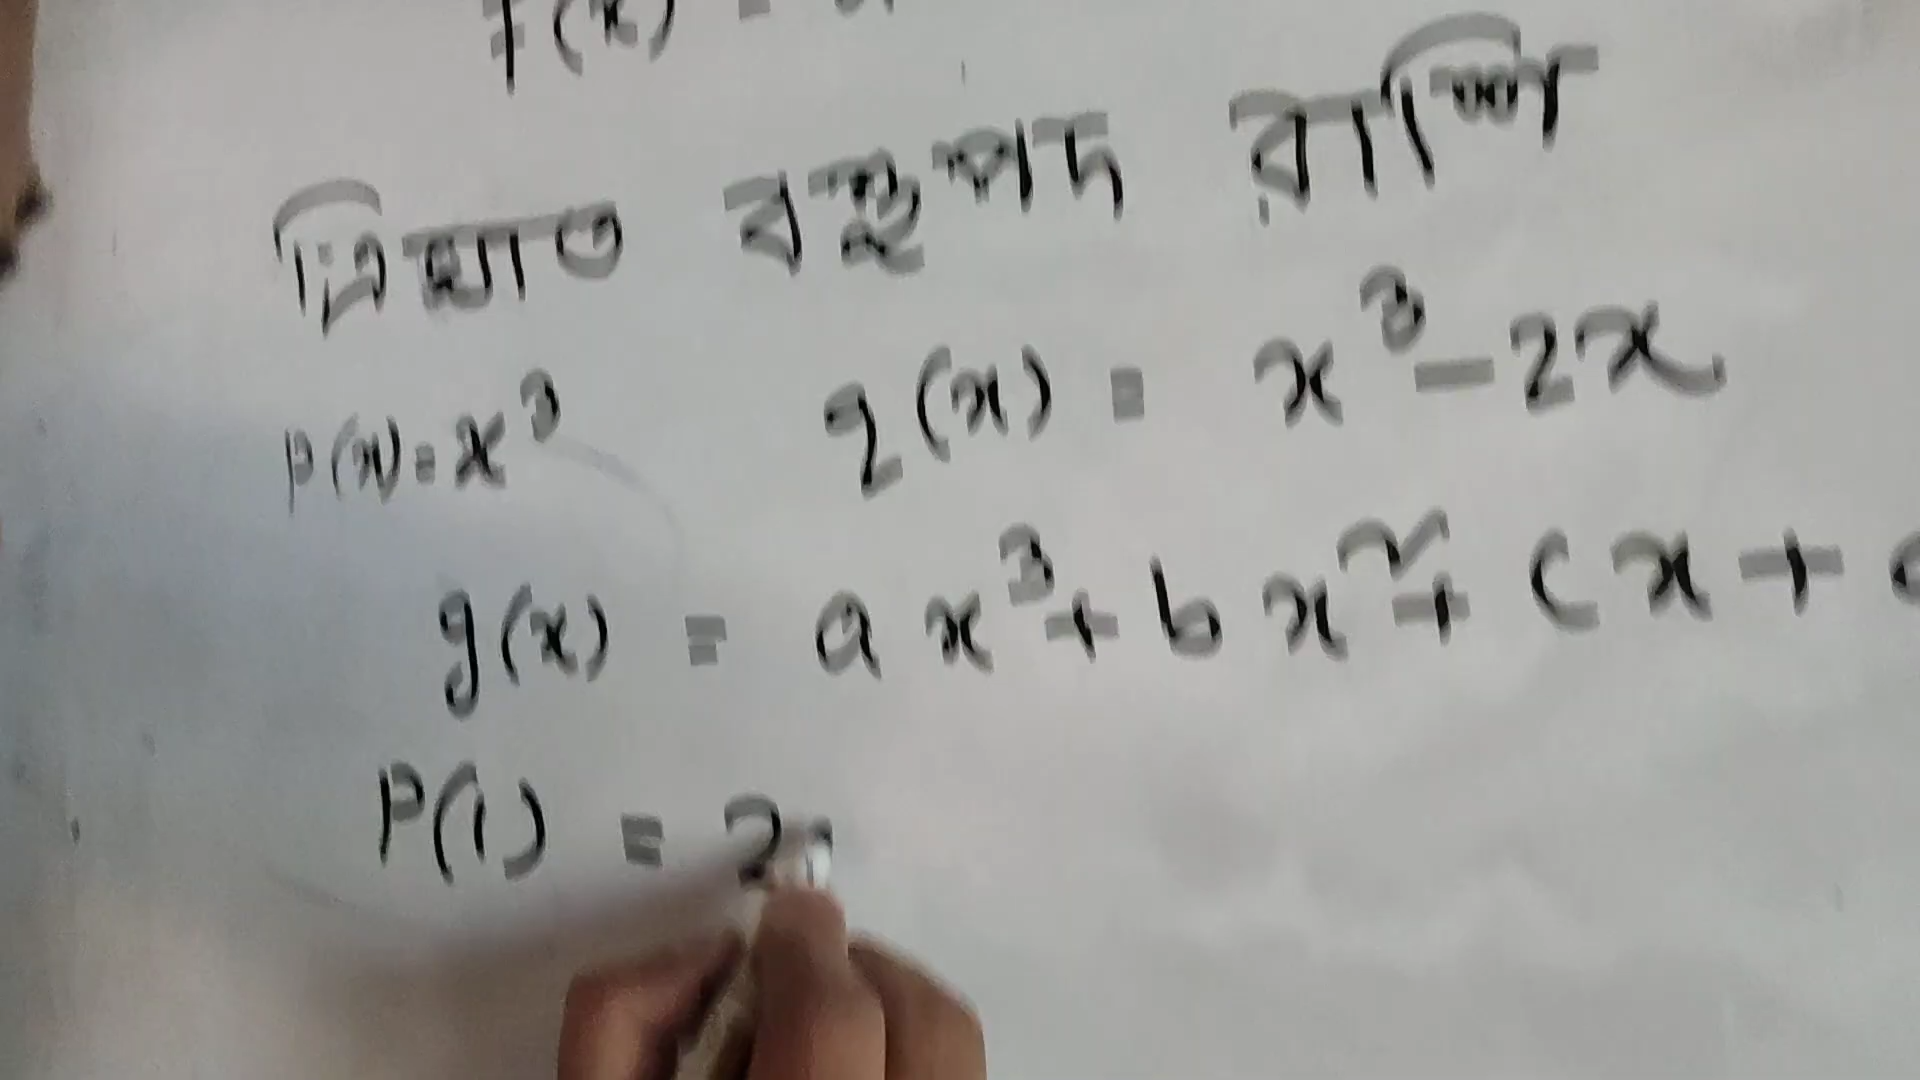 f(x) =
ত্রিঘাত বহুপদ রাশি
P(x) = x³ q(x) = x³ - 2x
g(x) = ax³ + bx² + cx +
P(1) = 2